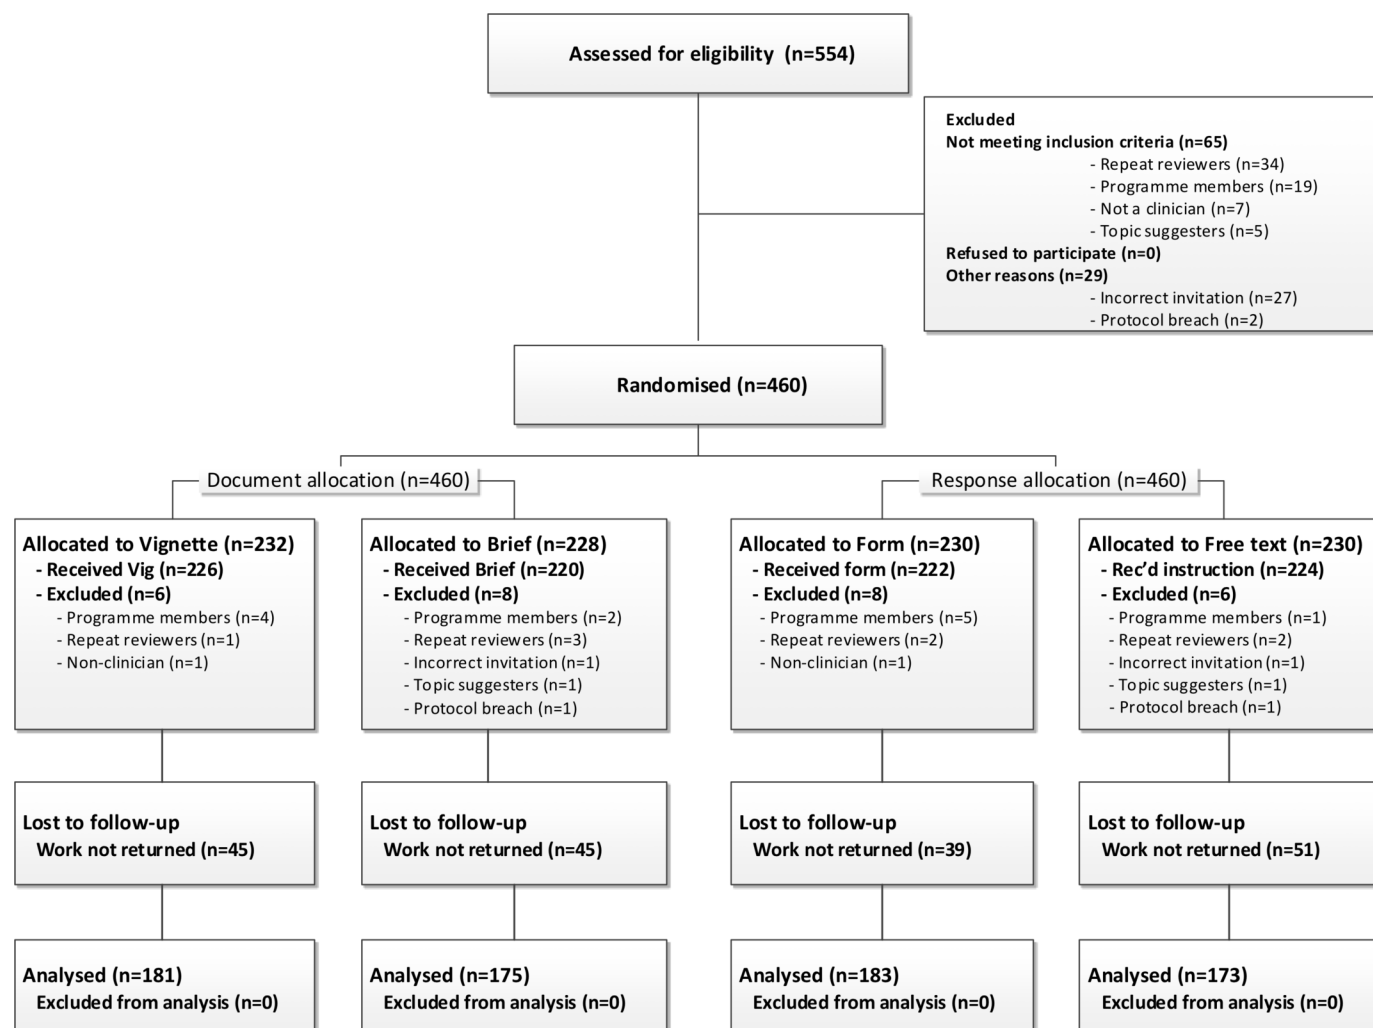 Assessed for eligibility (n=554)
Excluded
Not meeting inclusion criteria (n=65)
- Repeat reviewers (n=34)
- Programme members (n=19)
- Not a clinician (n=7)
- Topic suggesters (n=5)
Refused to participate (n=0)
Other reasons (n=29)
- Incorrect invitation (n=27)
- Protocol breach (n=2)
Randomised (n=460)
Document allocation (n=460)
Response allocation (n=460)
Allocated to Vignette (n=232)
- Received Vig (n=226)
- Excluded (n=6)
- Programme members (n=4)
- Repeat reviewers (n=1)
- Non-clinician (n=1)
Allocated to Brief (n=228)
- Received Brief (n=220)
- Excluded (n=8)
- Programme members (n=2)
- Repeat reviewers (n=3)
- Incorrect invitation (n=1)
- Topic suggesters (n=1)
- Protocol breach (n=1)
Allocated to Form (n=230)
- Received form (n=222)
- Excluded (n=8)
- Programme members (n=5)
- Repeat reviewers (n=2)
- Non-clinician (n=1)
Allocated to Free text (n=230)
- Rec’d instruction (n=224)
- Excluded (n=6)
- Programme members (n=1)
- Repeat reviewers (n=2)
- Incorrect invitation (n=1)
- Topic suggesters (n=1)
- Protocol breach (n=1)
Lost to follow-up
Work not returned (n=45)
Lost to follow-up
Work not returned (n=45)
Lost to follow-up
Work not returned (n=39)
Lost to follow-up
Work not returned (n=51)
Analysed (n=181)
Excluded from analysis (n=0)
Analysed (n=175)
Excluded from analysis (n=0)
Analysed (n=183)
Excluded from analysis (n=0)
Analysed (n=173)
Excluded from analysis (n=0)